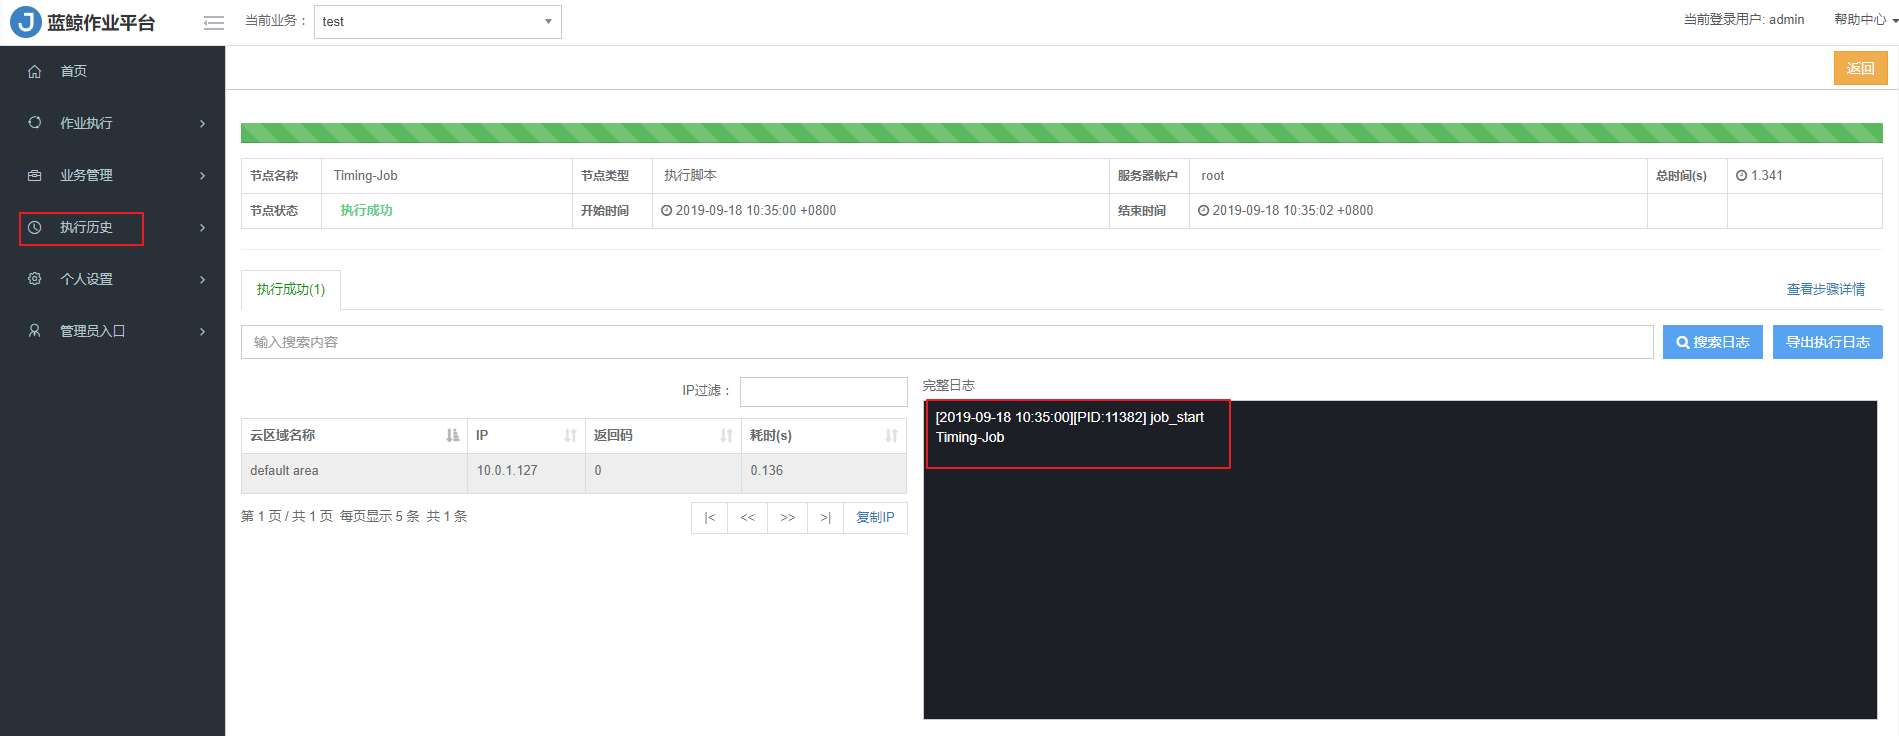 J 蓝鲸作业平台
当前业务： test
当前登录用户: admin 帮助中心
首页
作业执行
业务管理
执行历史
个人设置
管理员入口
返回
节点名称 Timing-Job 节点类型 执行脚本 服务器帐户 root 总时间(s) 1.341
节点状态 执行成功 开始时间 2019-09-18 10:35:00 +0800 结束时间 2019-09-18 10:35:02 +0800
执行成功(1) 查看步骤详情
输入搜索内容 搜索日志 导出执行日志
IP过滤：
云区域名称 IP 返回码 耗时(s)
default area 10.0.1.127 0 0.136
第 1 页 / 共 1 页 每页显示 5 条 共 1 条 |< << >> >| 复制IP
完整日志
[2019-09-18 10:35:00][PID:11382] job_start
Timing-Job